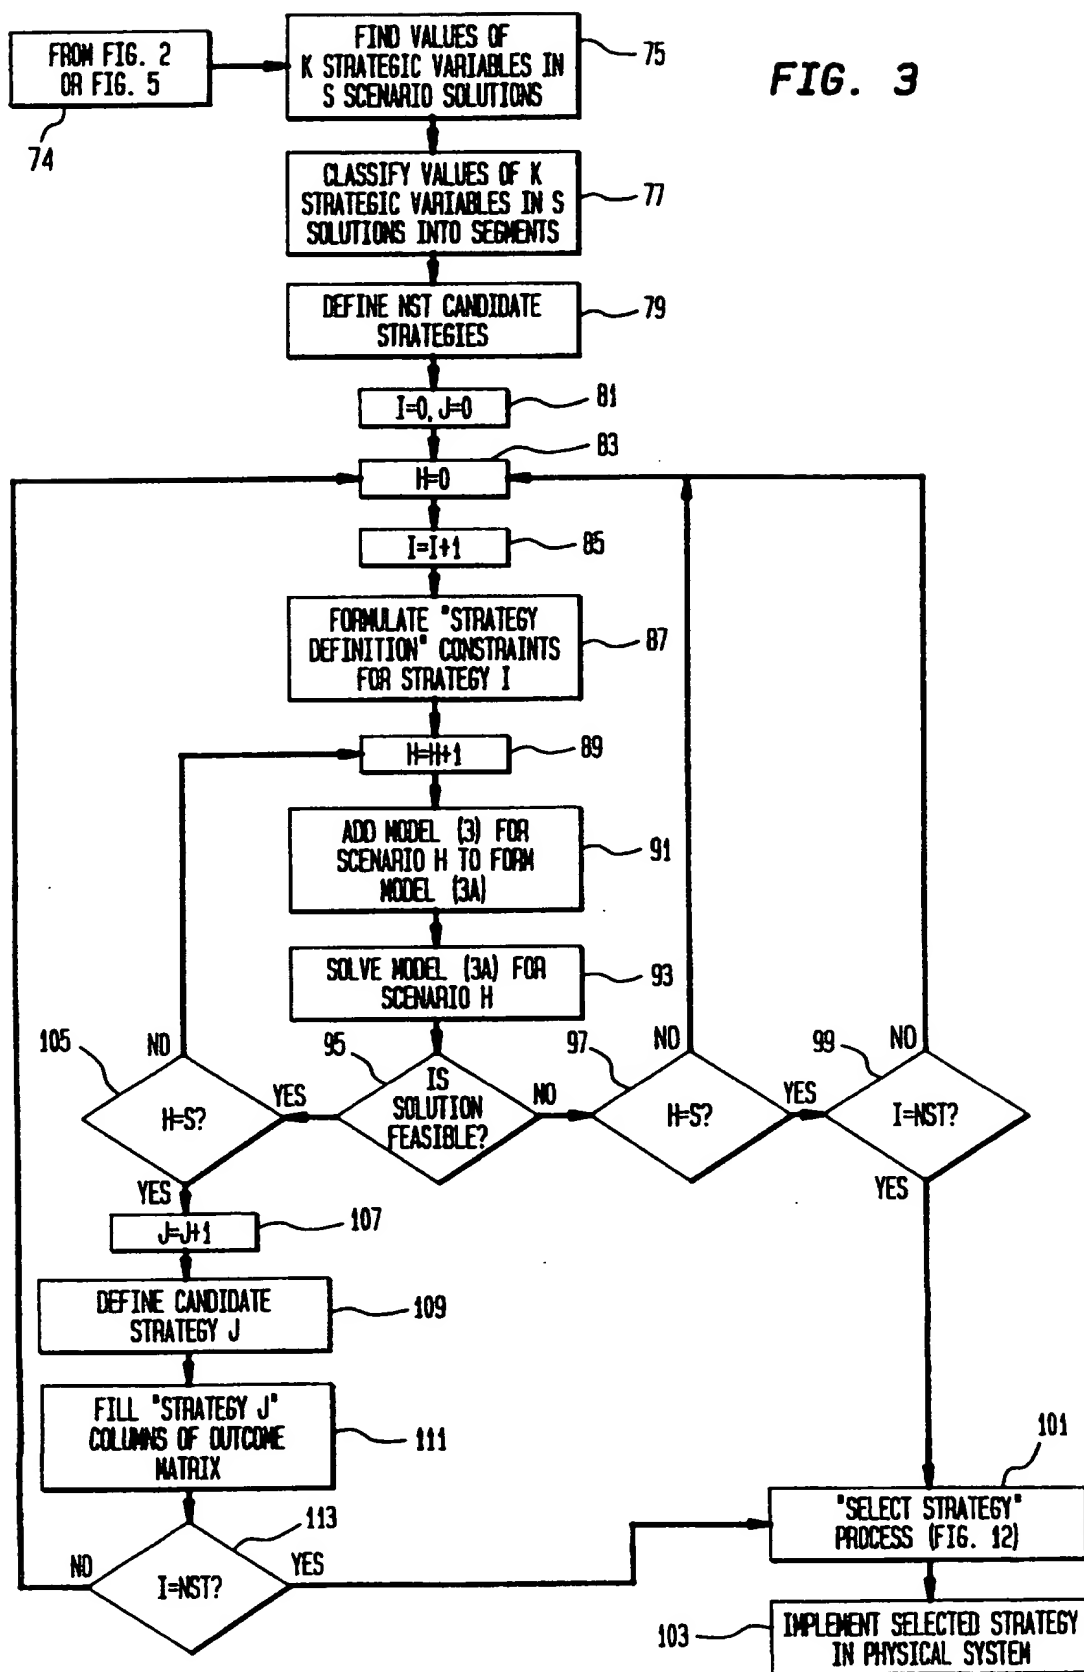 FROM FIG. 2
OR FIG. 5
74
FIND VALUES OF
K STRATEGIC VARIABLES IN
S SCENARIO SOLUTIONS
75
FIG. 3
CLASSIFY VALUES OF K
STRATEGIC VARIABLES IN S
SOLUTIONS INTO SEGMENTS
77
DEFINE NST CANDIDATE
STRATEGIES
79
I=0, J=0
81
H=0
83
I=I+1
85
FORMULATE "STRATEGY
DEFINITION" CONSTRAINTS
FOR STRATEGY I
87
H=H+1
89
ADD MODEL (3) FOR
SCENARIO H TO FORM
MODEL (3A)
91
SOLVE MODEL (3A) FOR
SCENARIO H
93
105
NO
H=S?
YES
95
IS
SOLUTION
FEASIBLE?
NO
97
NO
H=S?
YES
99
NO
I=NST?
YES
YES
J=J+1
107
DEFINE CANDIDATE
STRATEGY J
109
FILL "STRATEGY J"
COLUMNS OF OUTCOME
MATRIX
111
NO
I=NST?
YES
113
101
"SELECT STRATEGY"
PROCESS (FIG. 12)
103
IMPLEMENT SELECTED STRATEGY
IN PHYSICAL SYSTEM